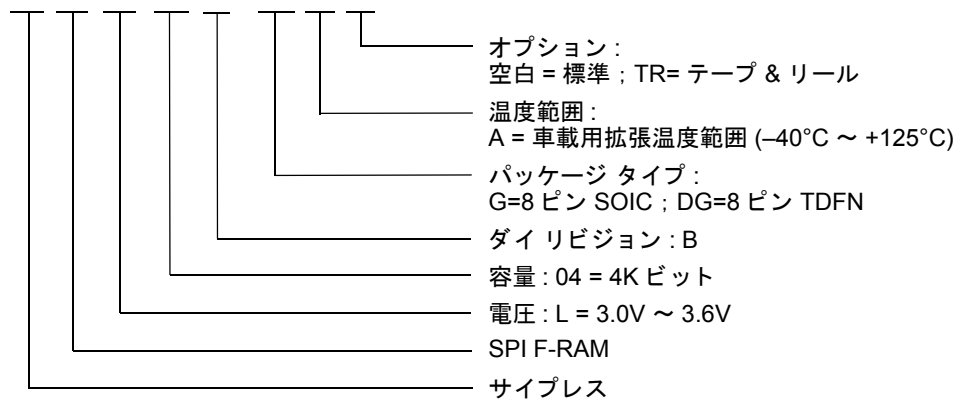 オプション :
空白 = 標準 ; TR= テープ & リール
温度範囲 :
A = 車載用拡張温度範囲 (–40°C ～ +125°C)
パッケージ タイプ :
G=8 ピン SOIC ; DG=8 ピン TDFN
ダイ リビジョン : B
容量 : 04 = 4K ビット
電圧 : L = 3.0V ～ 3.6V
SPI F-RAM
サイプレス